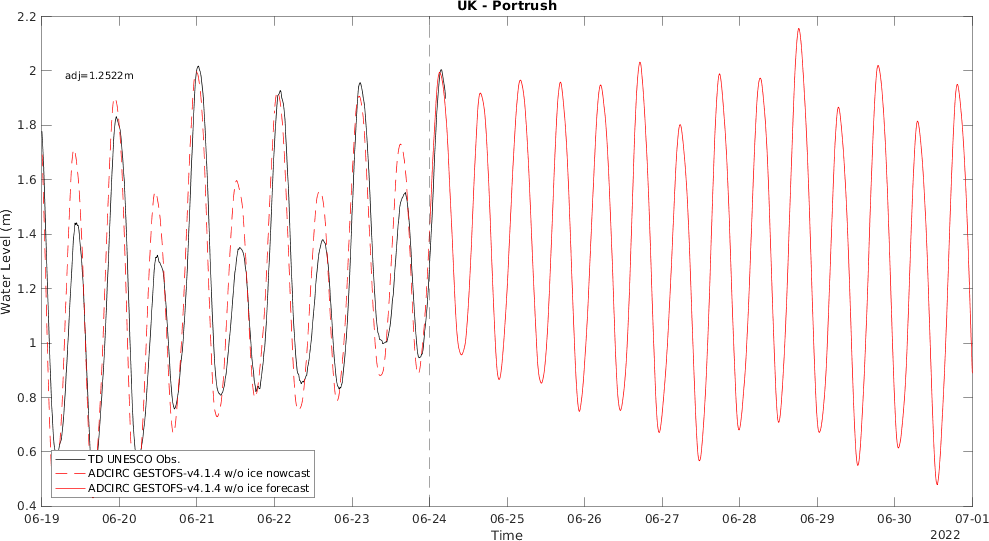 UK - Portrush
2.2
2
1.8
1.6
1.4
1.2
1
0.8
0.6
0.4
Water Level (m)
adj=1.2522m
TD UNESCO Obs.
ADCIRC GESTOFS-v4.1.4 w/o ice nowcast
ADCIRC GESTOFS-v4.1.4 w/o ice forecast
06-19 06-20 06-21 06-22 06-23 06-24 06-25 06-26 06-27 06-28 06-29 06-30 07-01
Time
2022